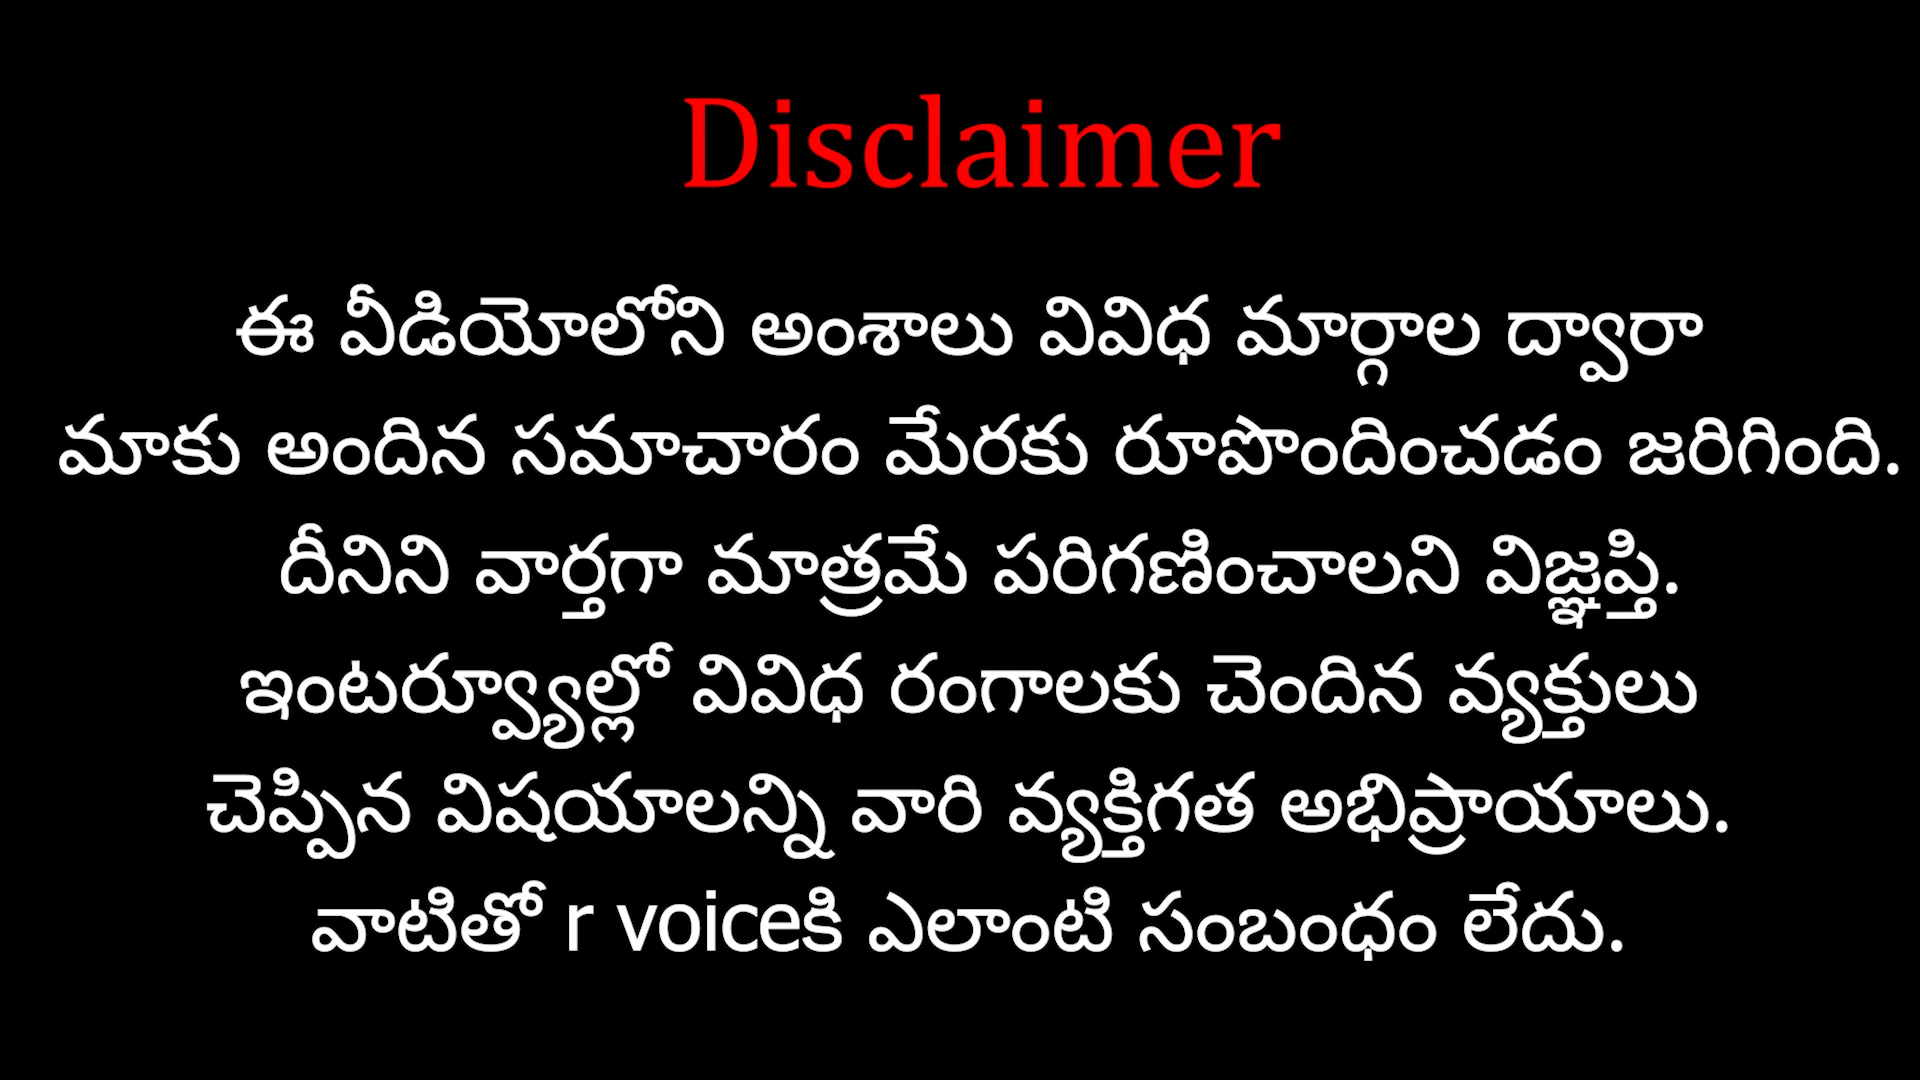 Disclaimer
ఈ వీడియోలోని అంశాలు వివిధ మార్గాల ద్వారా
మాకు అందిన సమాచారం మేరకు రూపొందించడం జరిగింది.
దీనిని వార్తగా మాత్రమే పరిగణించాలని విజ్ఞప్తి.
ఇంటర్వ్యూల్లో వివిధ రంగాలకు చెందిన వ్యక్తులు
చెప్పిన విషయాలన్ని వారి వ్యక్తిగత అభిప్రాయాలు.
వాటితో r voiceకి ఎలాంటి సంబంధం లేదు.